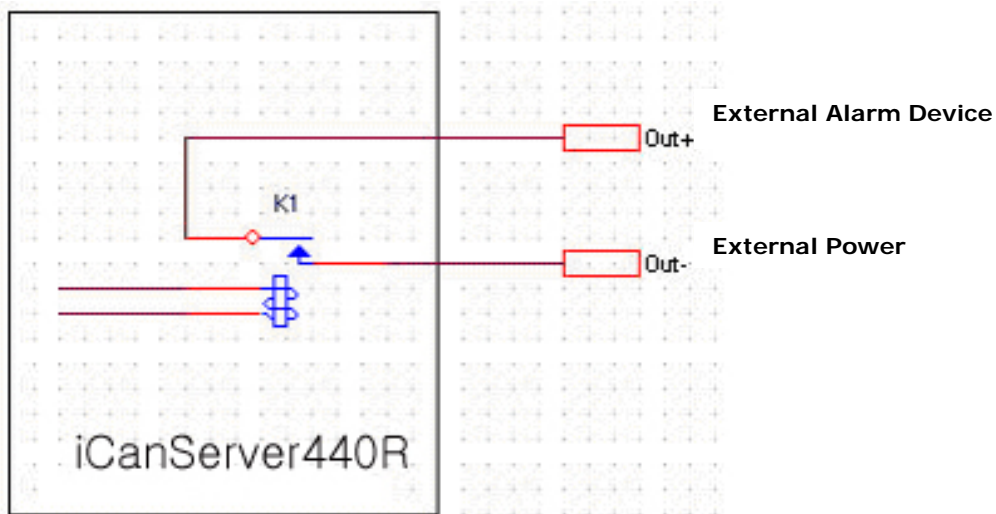 External Alarm Device
Out+
K1
External Power
Out-
iCanServer440R